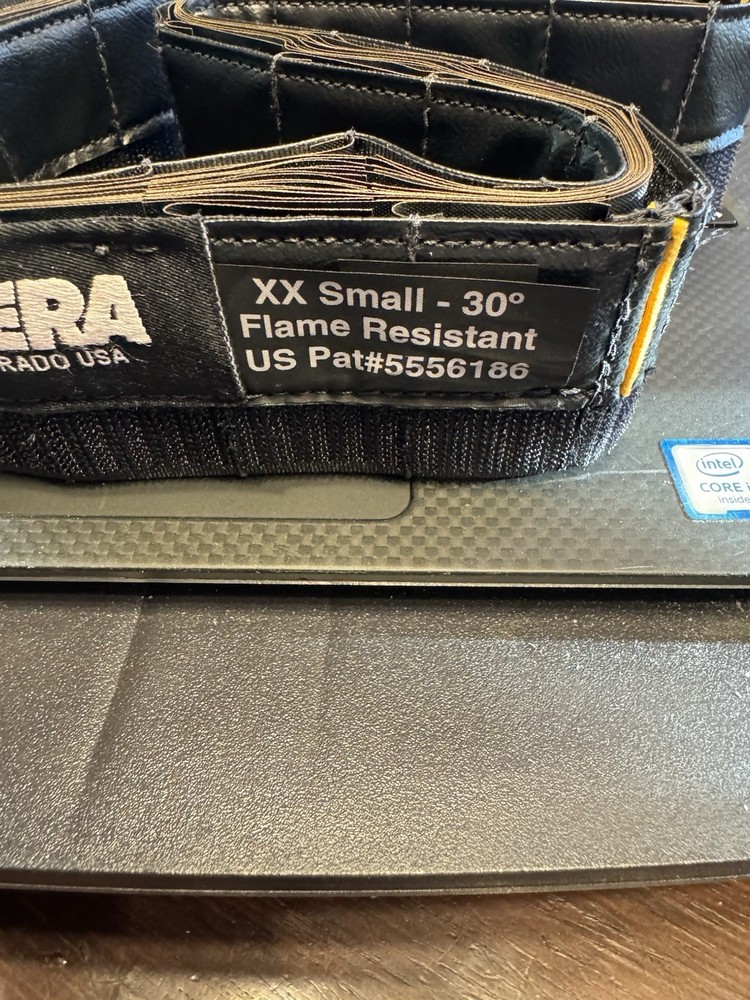 ERA
RADO USA
XX Small - 30°
Flame Resistant
US Pat#5556186
intel
CORE i
inside